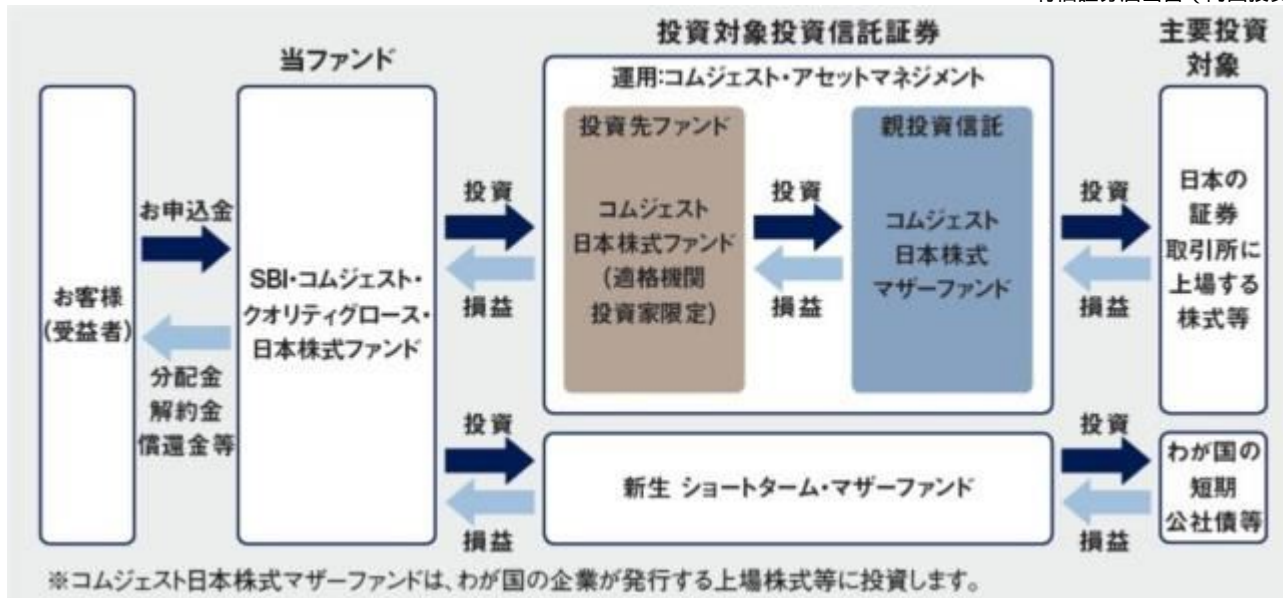 投資対象投資信託証券
主要投資
対象
当ファンド
運用:コムジェスト・アセットマネジメント
投資先ファンド
親投資信託
お申込金
投資
投資
投資
お客様
(受益者)
SBI・コムジェスト・
クオリティグロース・
日本株式ファンド
コムジェスト
日本株式ファンド
(適格機関
投資家限定)
コムジェスト
日本株式
マザーファンド
日本の
証券
取引所に
上場する
株式等
損益
損益
損益
分配金
解約金
償還金等
投資
投資
新生 ショートターム・マザーファンド
わが国の
短期
公社債等
損益
損益
※コムジェスト日本株式マザーファンドは、わが国の企業が発行する上場株式等に投資します。